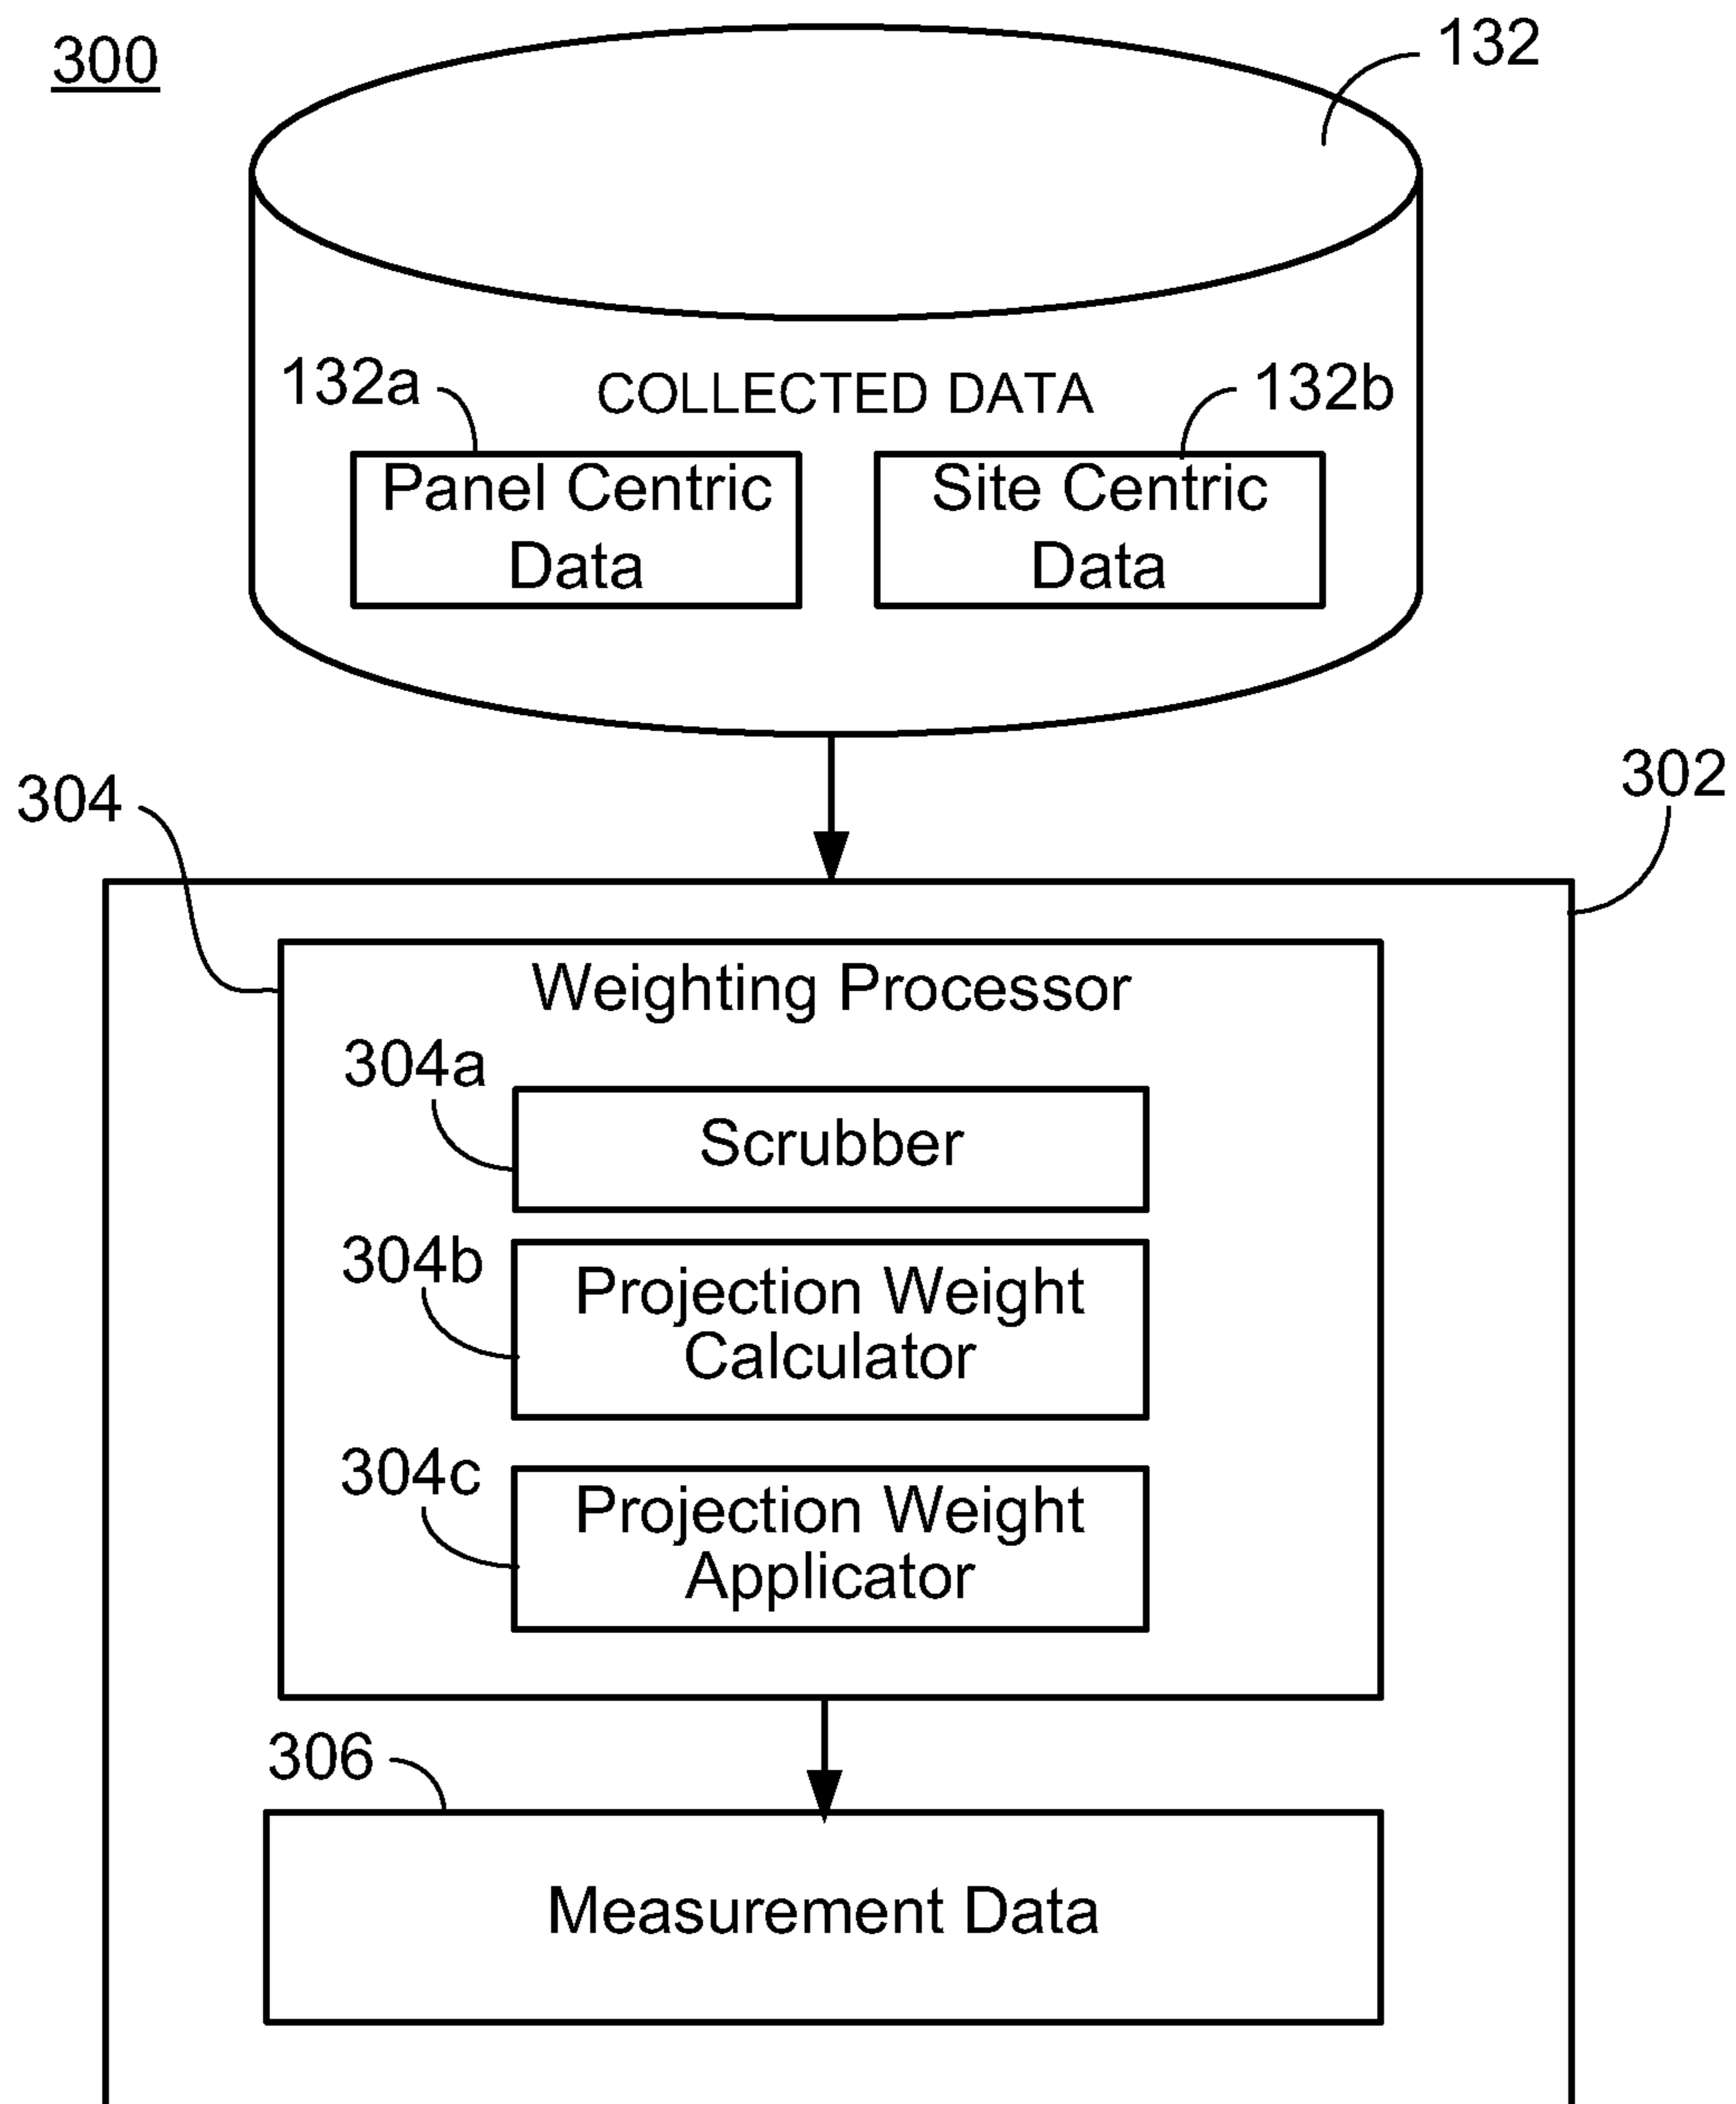 300
132
132a
COLLECTED DATA
132b
Panel Centric
Data
Site Centric
Data
304
302
Weighting Processor
304a
Scrubber
304b
Projection Weight
Calculator
304c
Projection Weight
Applicator
306
Measurement Data